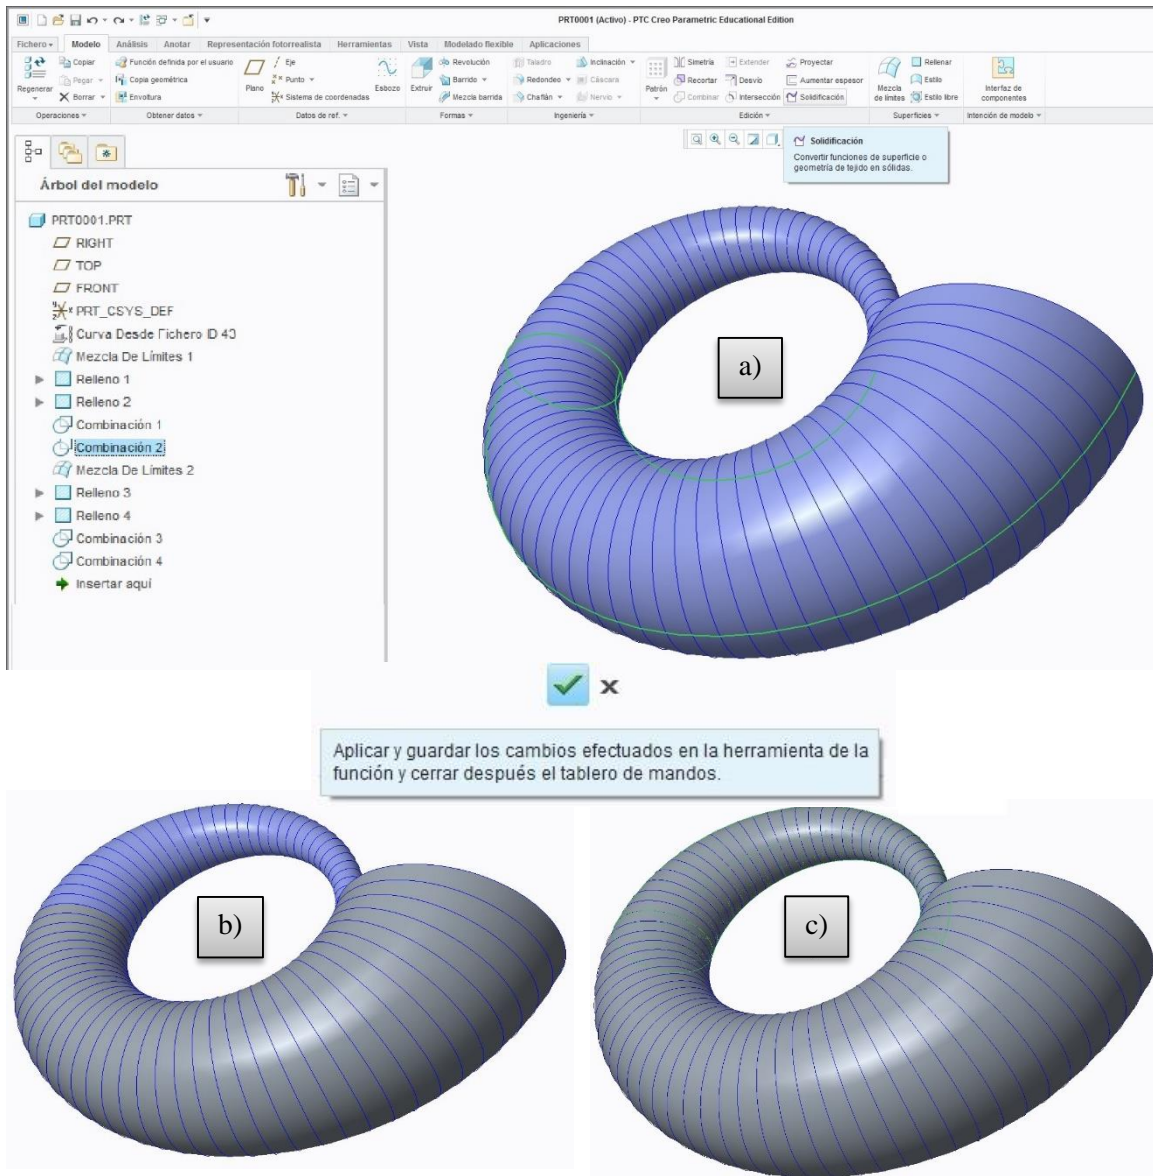 PRT0001 (Activo) - PTC Creo Parametric Educational Edition
Fichero Modelo Análisis Anotar Representación fotorrealista Herramientas Vista Modelado flexible Aplicaciones
Regenerar
Copiar
Pegar
Borrar
Operaciones
Función definida por el usuario
Copia geométrica
Envoltura
Obtener datos
Plano
Eje
Punto
Sistema de coordenadas
Esbozo
Datos de ref.
Extruir
Revolución
Barrido
Mezcla barrida
Formas
Taladro
Redondeo
Chaflán
Inclinación
Cáscara
Nervio
Ingeniería
Patrón
Simetría
Recortar
Combinar
Extender
Desvío
Intersección
Proyectar
Aumentar espesor
Solidificación
Edición
Mezcla
de límites
Rellenar
Estilo
Estilo libre
Superficies
Interfaz de
componentes
Intención de modelo
Solidificación
Convertir funciones de superficie o
geometría de tejido en sólidas.
Árbol del modelo
PRT0001.PRT
RIGHT
TOP
FRONT
PRT_CSYS_DEF
Curva Desde Fichero ID 43
Mezcla De Límites 1
Relleno 1
Relleno 2
Combinación 1
Combinación 2
Mezcla De Límites 2
Relleno 3
Relleno 4
Combinación 3
Combinación 4
Insertar aquí
a)
Aplicar y guardar los cambios efectuados en la herramienta de la
función y cerrar después el tablero de mandos.
b)
c)